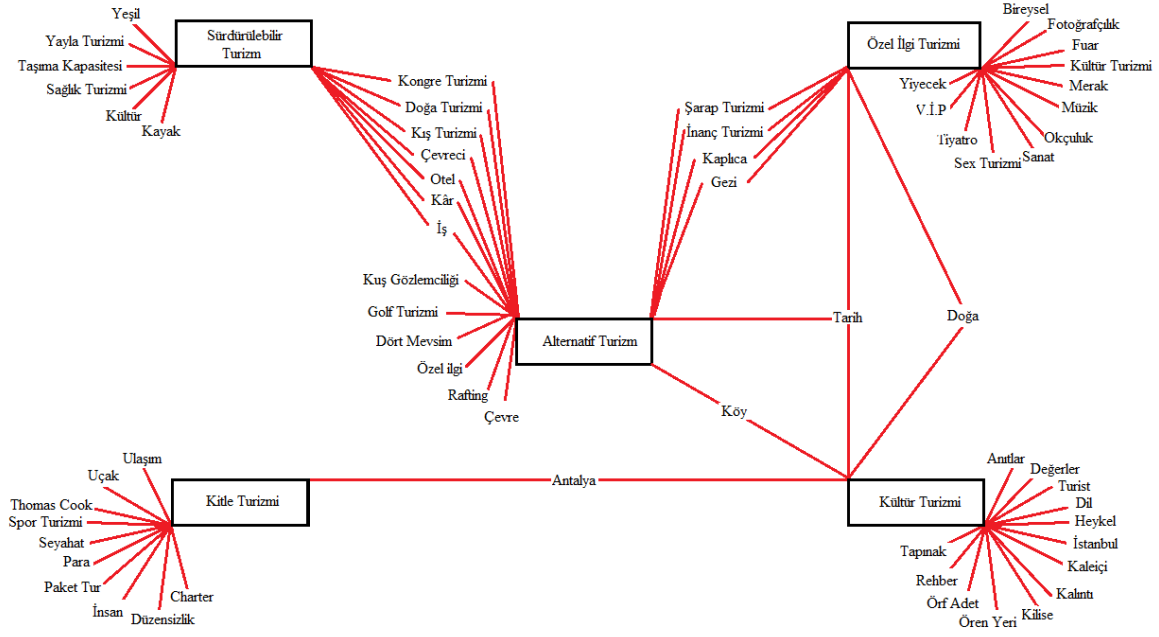 Yeşil
Yayla Turizmi
Taşıma Kapasitesi
Sağlık Turizmi
Kültür
Kayak
Sürdürülebilir
Turizm
Kongre Turizmi
Doğa Turizmi
Kış Turizmi
Çevreci
Otel
Kâr
İş
Özel İlgi Turizmi
Bireysel
Fotoğrafçılık
Fuar
Kültür Turizmi
Merak
Müzik
Okçuluk
Sanat
Sex Turizmi
Tiyatro
V.İ.P
Yiyecek
Şarap Turizmi
İnanç Turizmi
Kaplıca
Gezi
Kuş Gözlemciliği
Golf Turizmi
Dört Mevsim
Özel ilgi
Rafting
Çevre
Alternatif Turizm
Tarih
Doğa
Köy
Antalya
Ulaşım
Uçak
Thomas Cook
Spor Turizmi
Seyahat
Para
Paket Tur
İnsan
Düzensizlik
Charter
Kitle Turizmi
Kültür Turizmi
Anıtlar
Değerler
Turist
Dil
Heykel
İstanbul
Kaleiçi
Kalıntı
Kilise
Ören Yeri
Örf Adet
Rehber
Tapınak